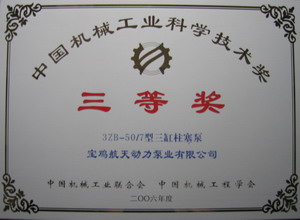 中国机械工业科学技术奖
三等奖
3ZB-50/7型三缸柱塞泵
宝鸡航天动力泵业有限公司
中国机械工业联合会 中国机械工程学会
二〇〇六年度